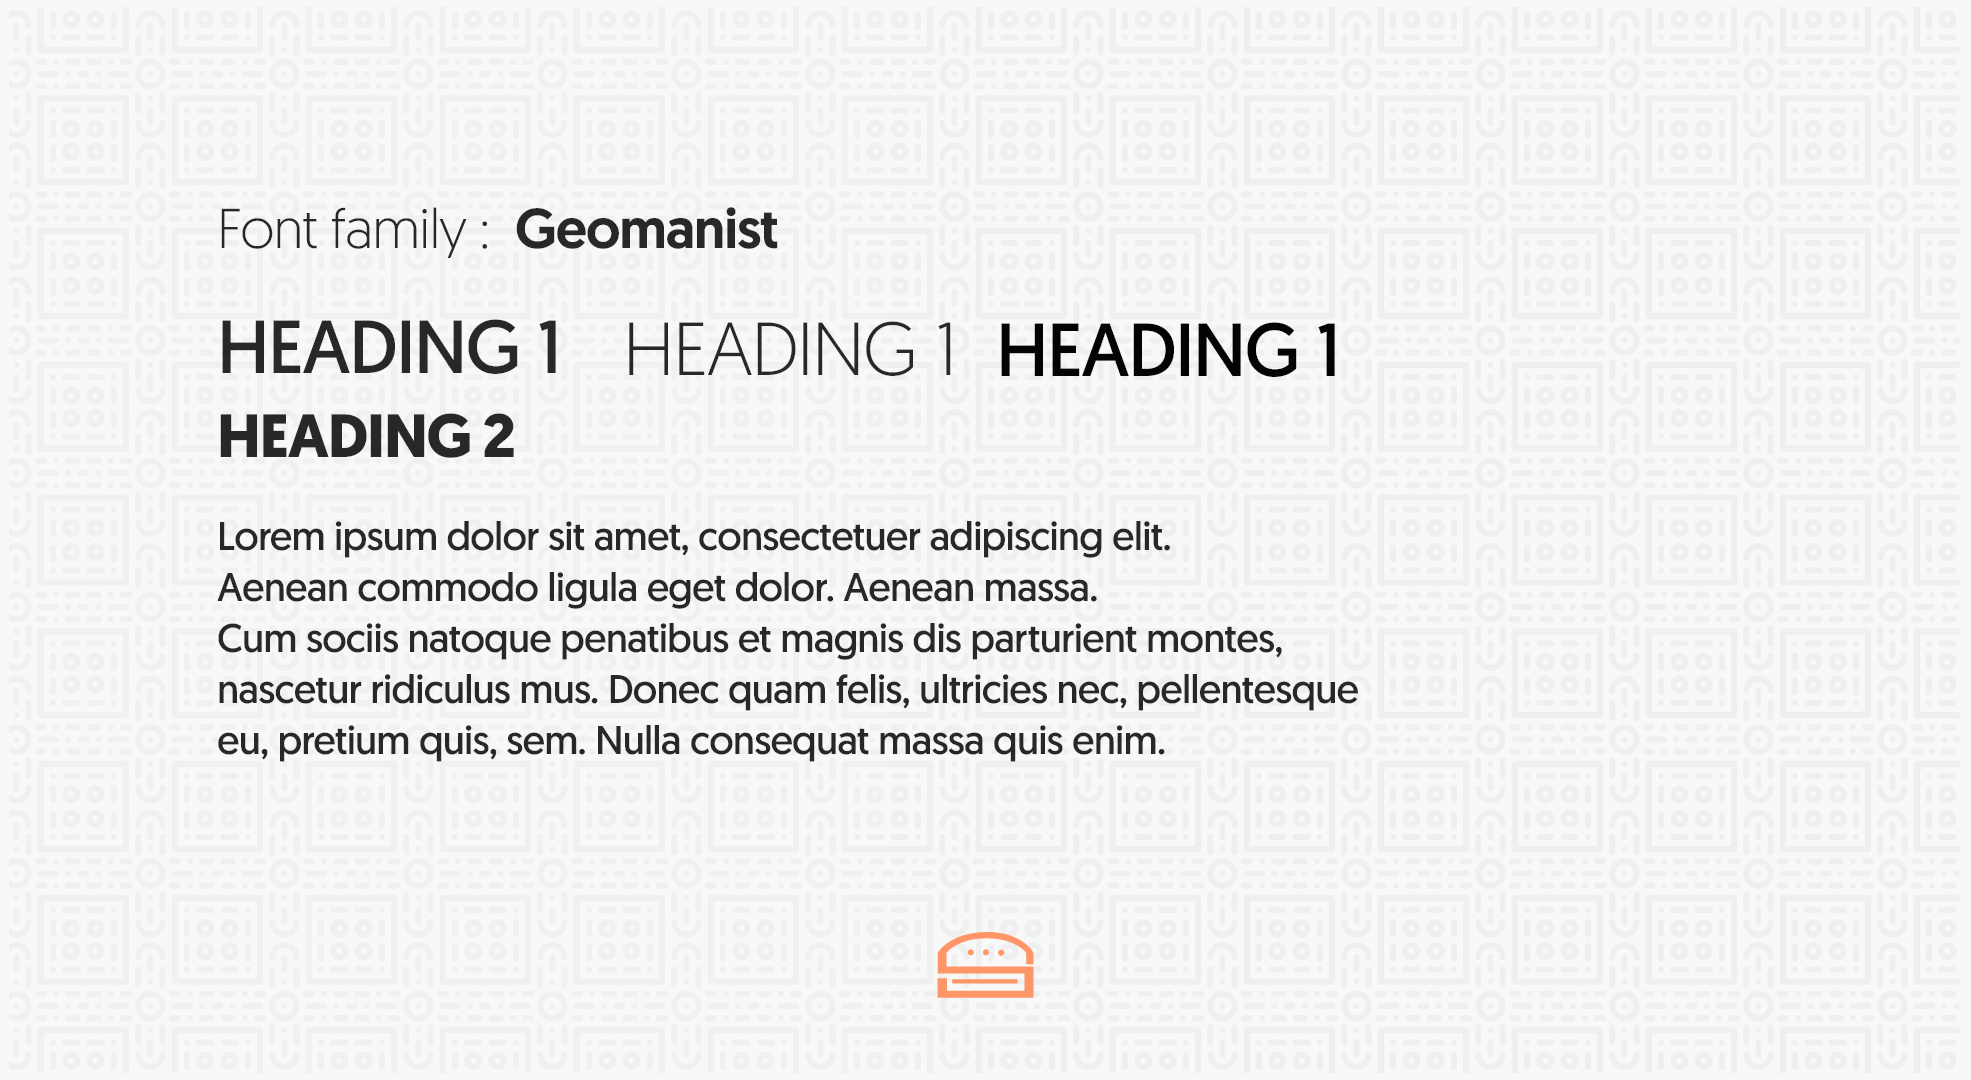 Font family : Geomanist
HEADING 1 HEADING 1 HEADING 1
HEADING 2
Lorem ipsum dolor sit amet, consectetuer adipiscing elit.
Aenean commodo ligula eget dolor. Aenean massa.
Cum sociis natoque penatibus et magnis dis parturient montes,
nascetur ridiculus mus. Donec quam felis, ultricies nec, pellentesque
eu, pretium quis, sem. Nulla consequat massa quis enim.